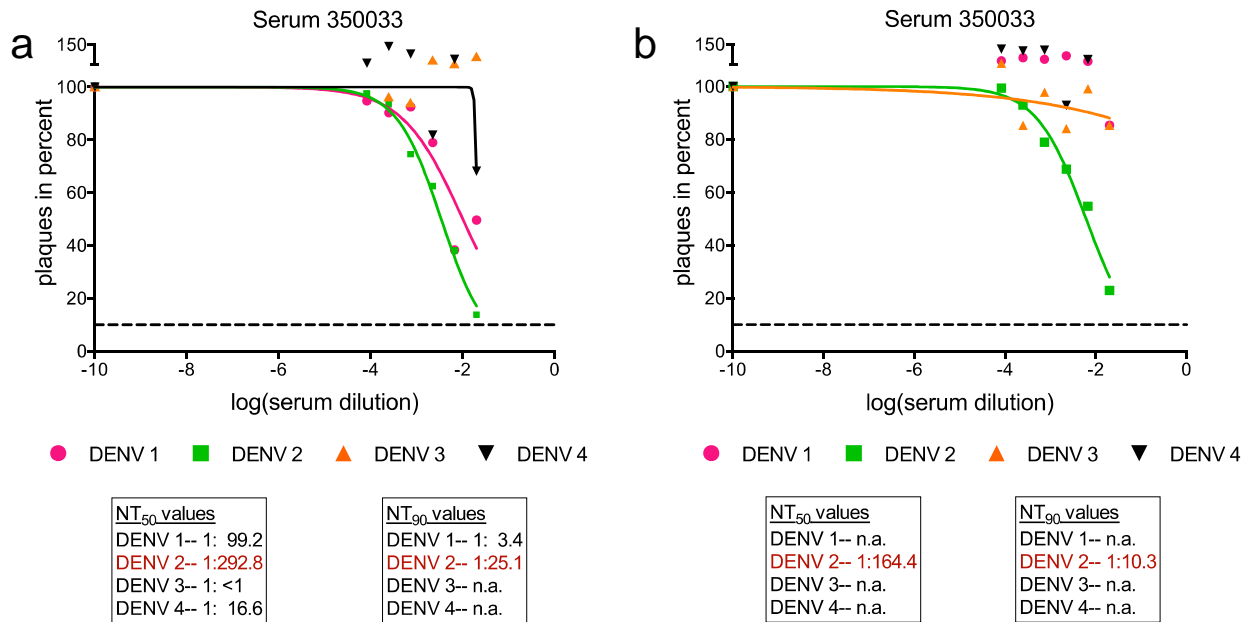 a
Serum 350033
150
100
80
60
40
20
0
plaques in percent
-10
-8
-6
-4
-2
0
log(serum dilution)
DENV 1
DENV 2
DENV 3
DENV 4
NT50 values
DENV 1-- 1: 99.2
DENV 2-- 1:292.8
DENV 3-- 1: <1
DENV 4-- 1: 16.6
NT90 values
DENV 1-- 1: 3.4
DENV 2-- 1:25.1
DENV 3-- n.a.
DENV 4-- n.a.
b
Serum 350033
150
100
80
60
40
20
0
plaques in percent
-10
-8
-6
-4
-2
0
log(serum dilution)
DENV 1
DENV 2
DENV 3
DENV 4
NT50 values
DENV 1-- n.a.
DENV 2-- 1:164.4
DENV 3-- n.a.
DENV 4-- n.a.
NT90 values
DENV 1-- n.a.
DENV 2-- 1:10.3
DENV 3-- n.a.
DENV 4-- n.a.